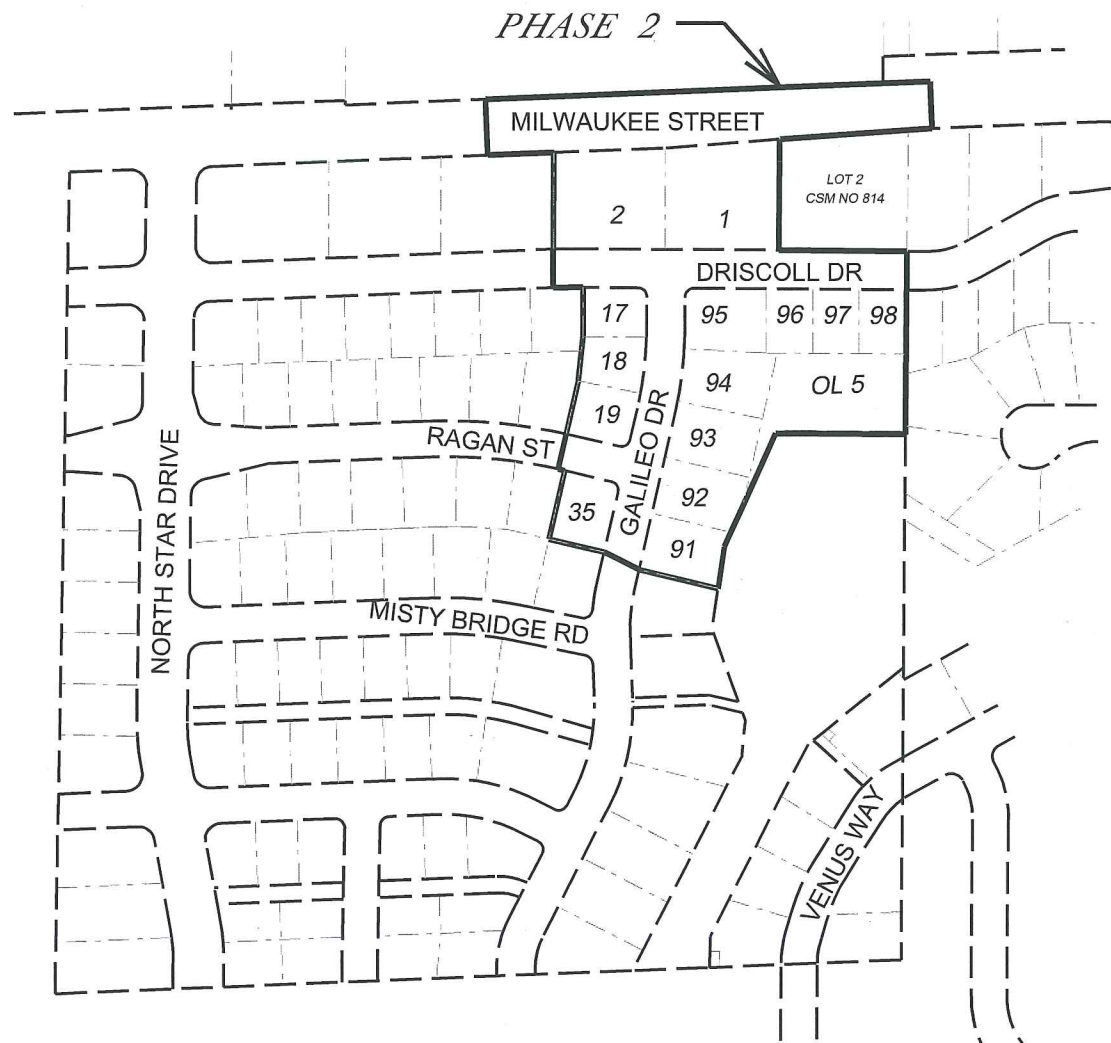 PHASE 2
MILWAUKEE STREET
LOT 2
CSM NO 814
2
1
DRISCOLL DR
17
95
96
97
98
18
94
OL 5
19
93
RAGAN ST
GALILEO DR
NORTH STAR DRIVE
35
92
91
MISTY BRIDGE RD
VENUS WAY